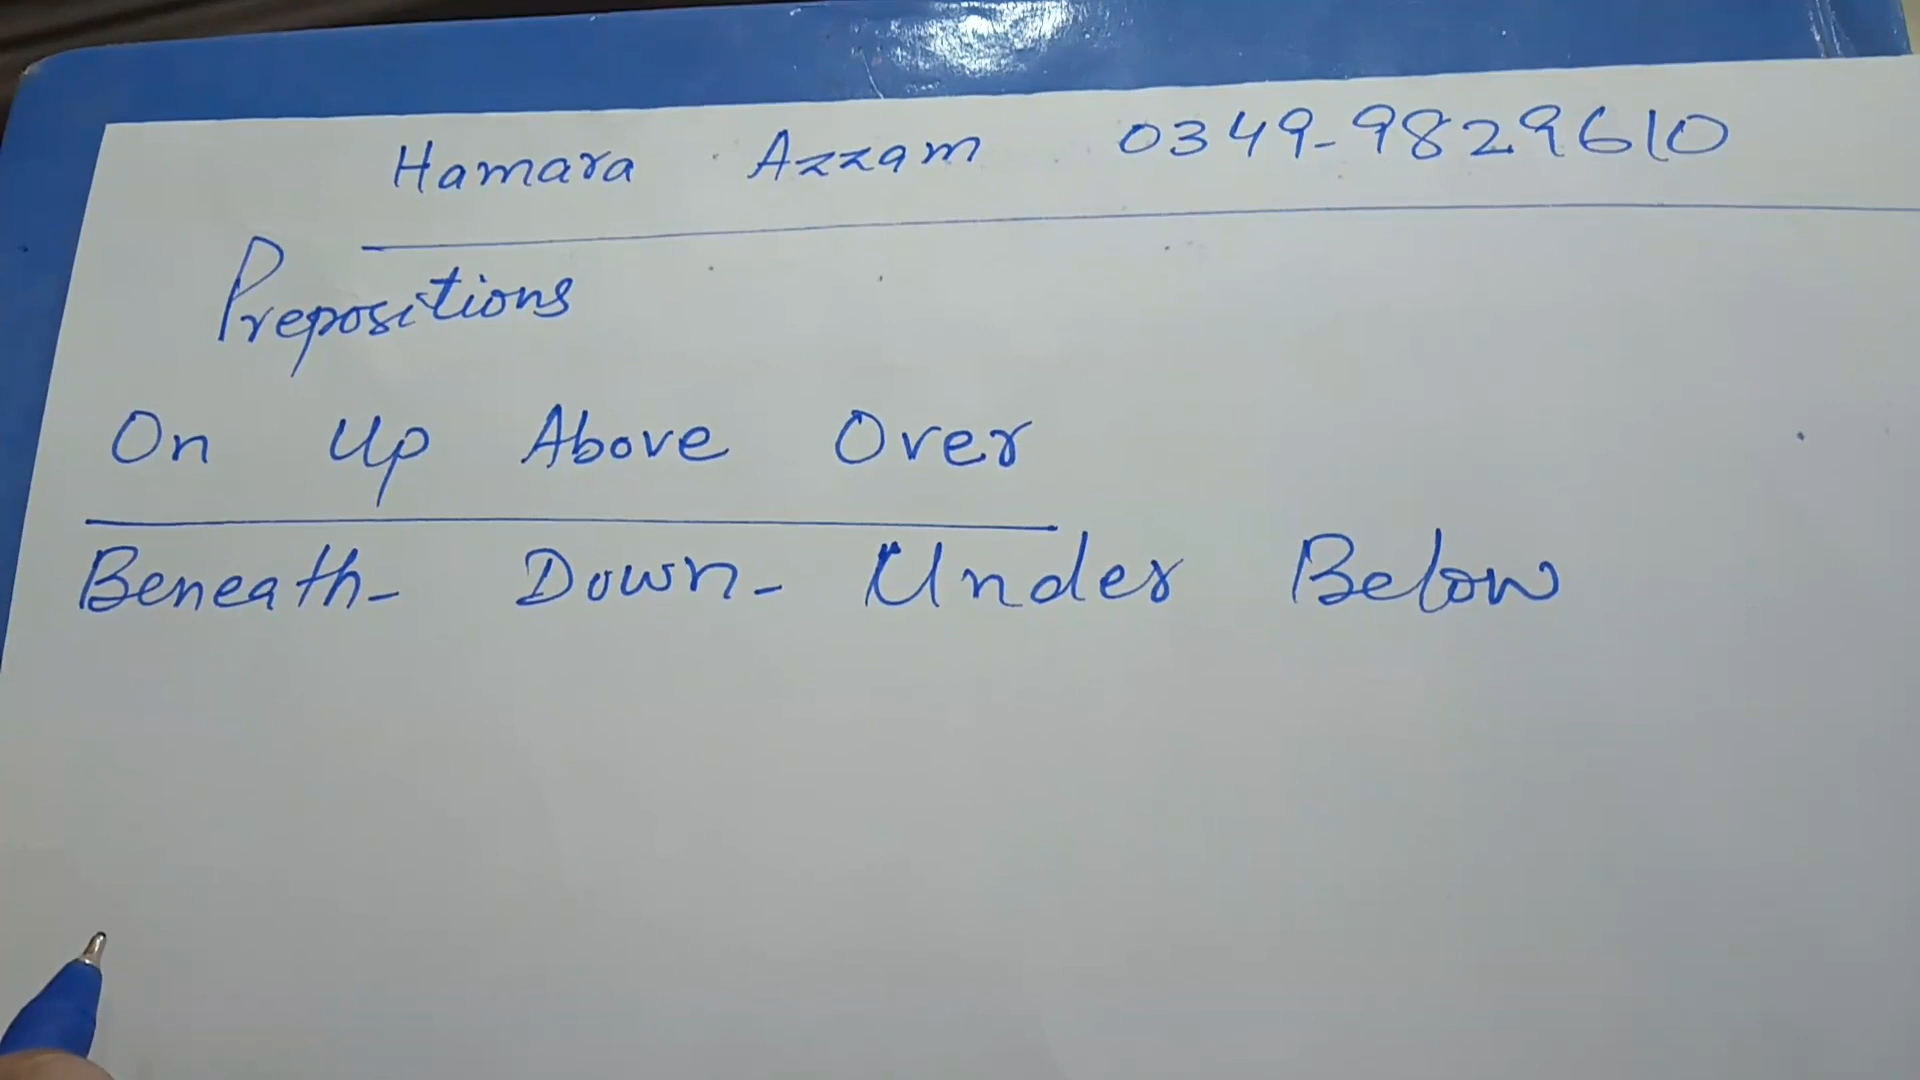 Hamara Azzam 0349-9829610
Prepositions
On Up Above Over
Beneath- Down- Under Below